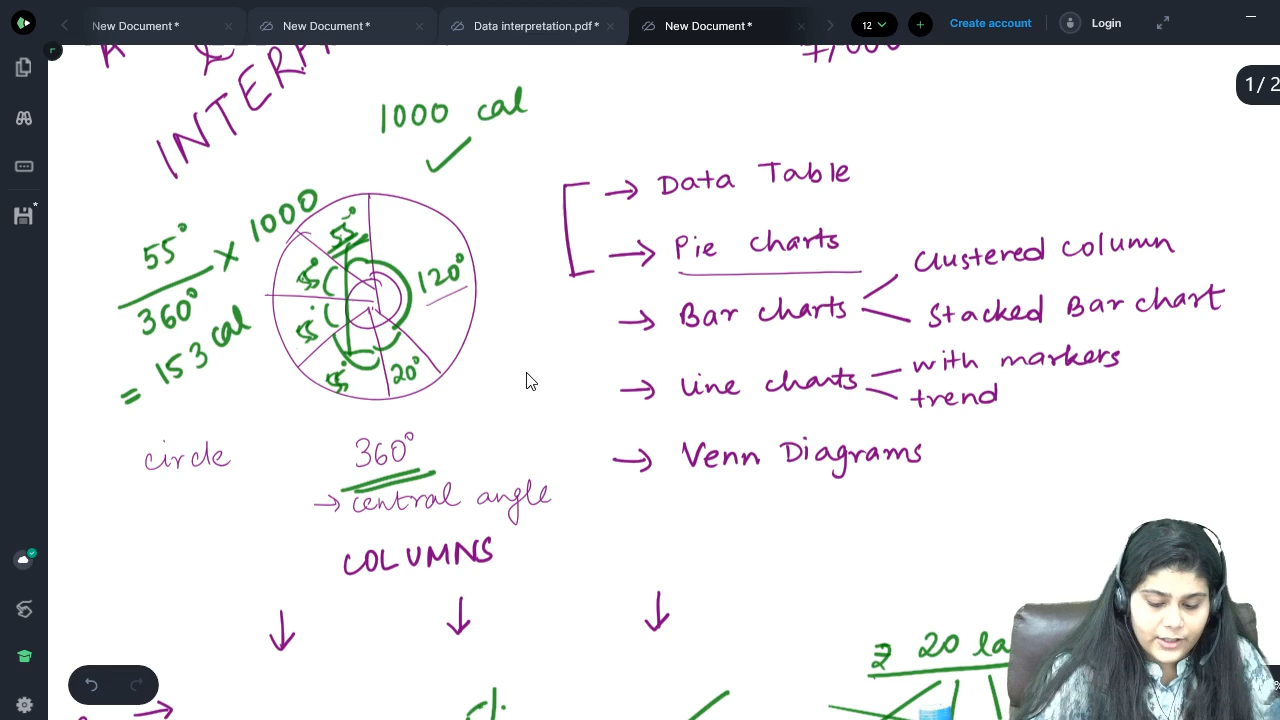 New Document*
New Document*
Data interpretation.pdf*
New Document*
12
Create account
Login
1/2
INTERP
1000 cal
55°
360°
× 1000
= 153 cal
55°
55°
55°
55°
120°
20°
circle
360°
→ central angle
→ Data Table
→ Pie charts
→ Bar charts
Clustered column
Stacked Bar chart
→ Line charts
with markers
trend
→ Venn Diagrams
COLUMNS
₹ 20 la